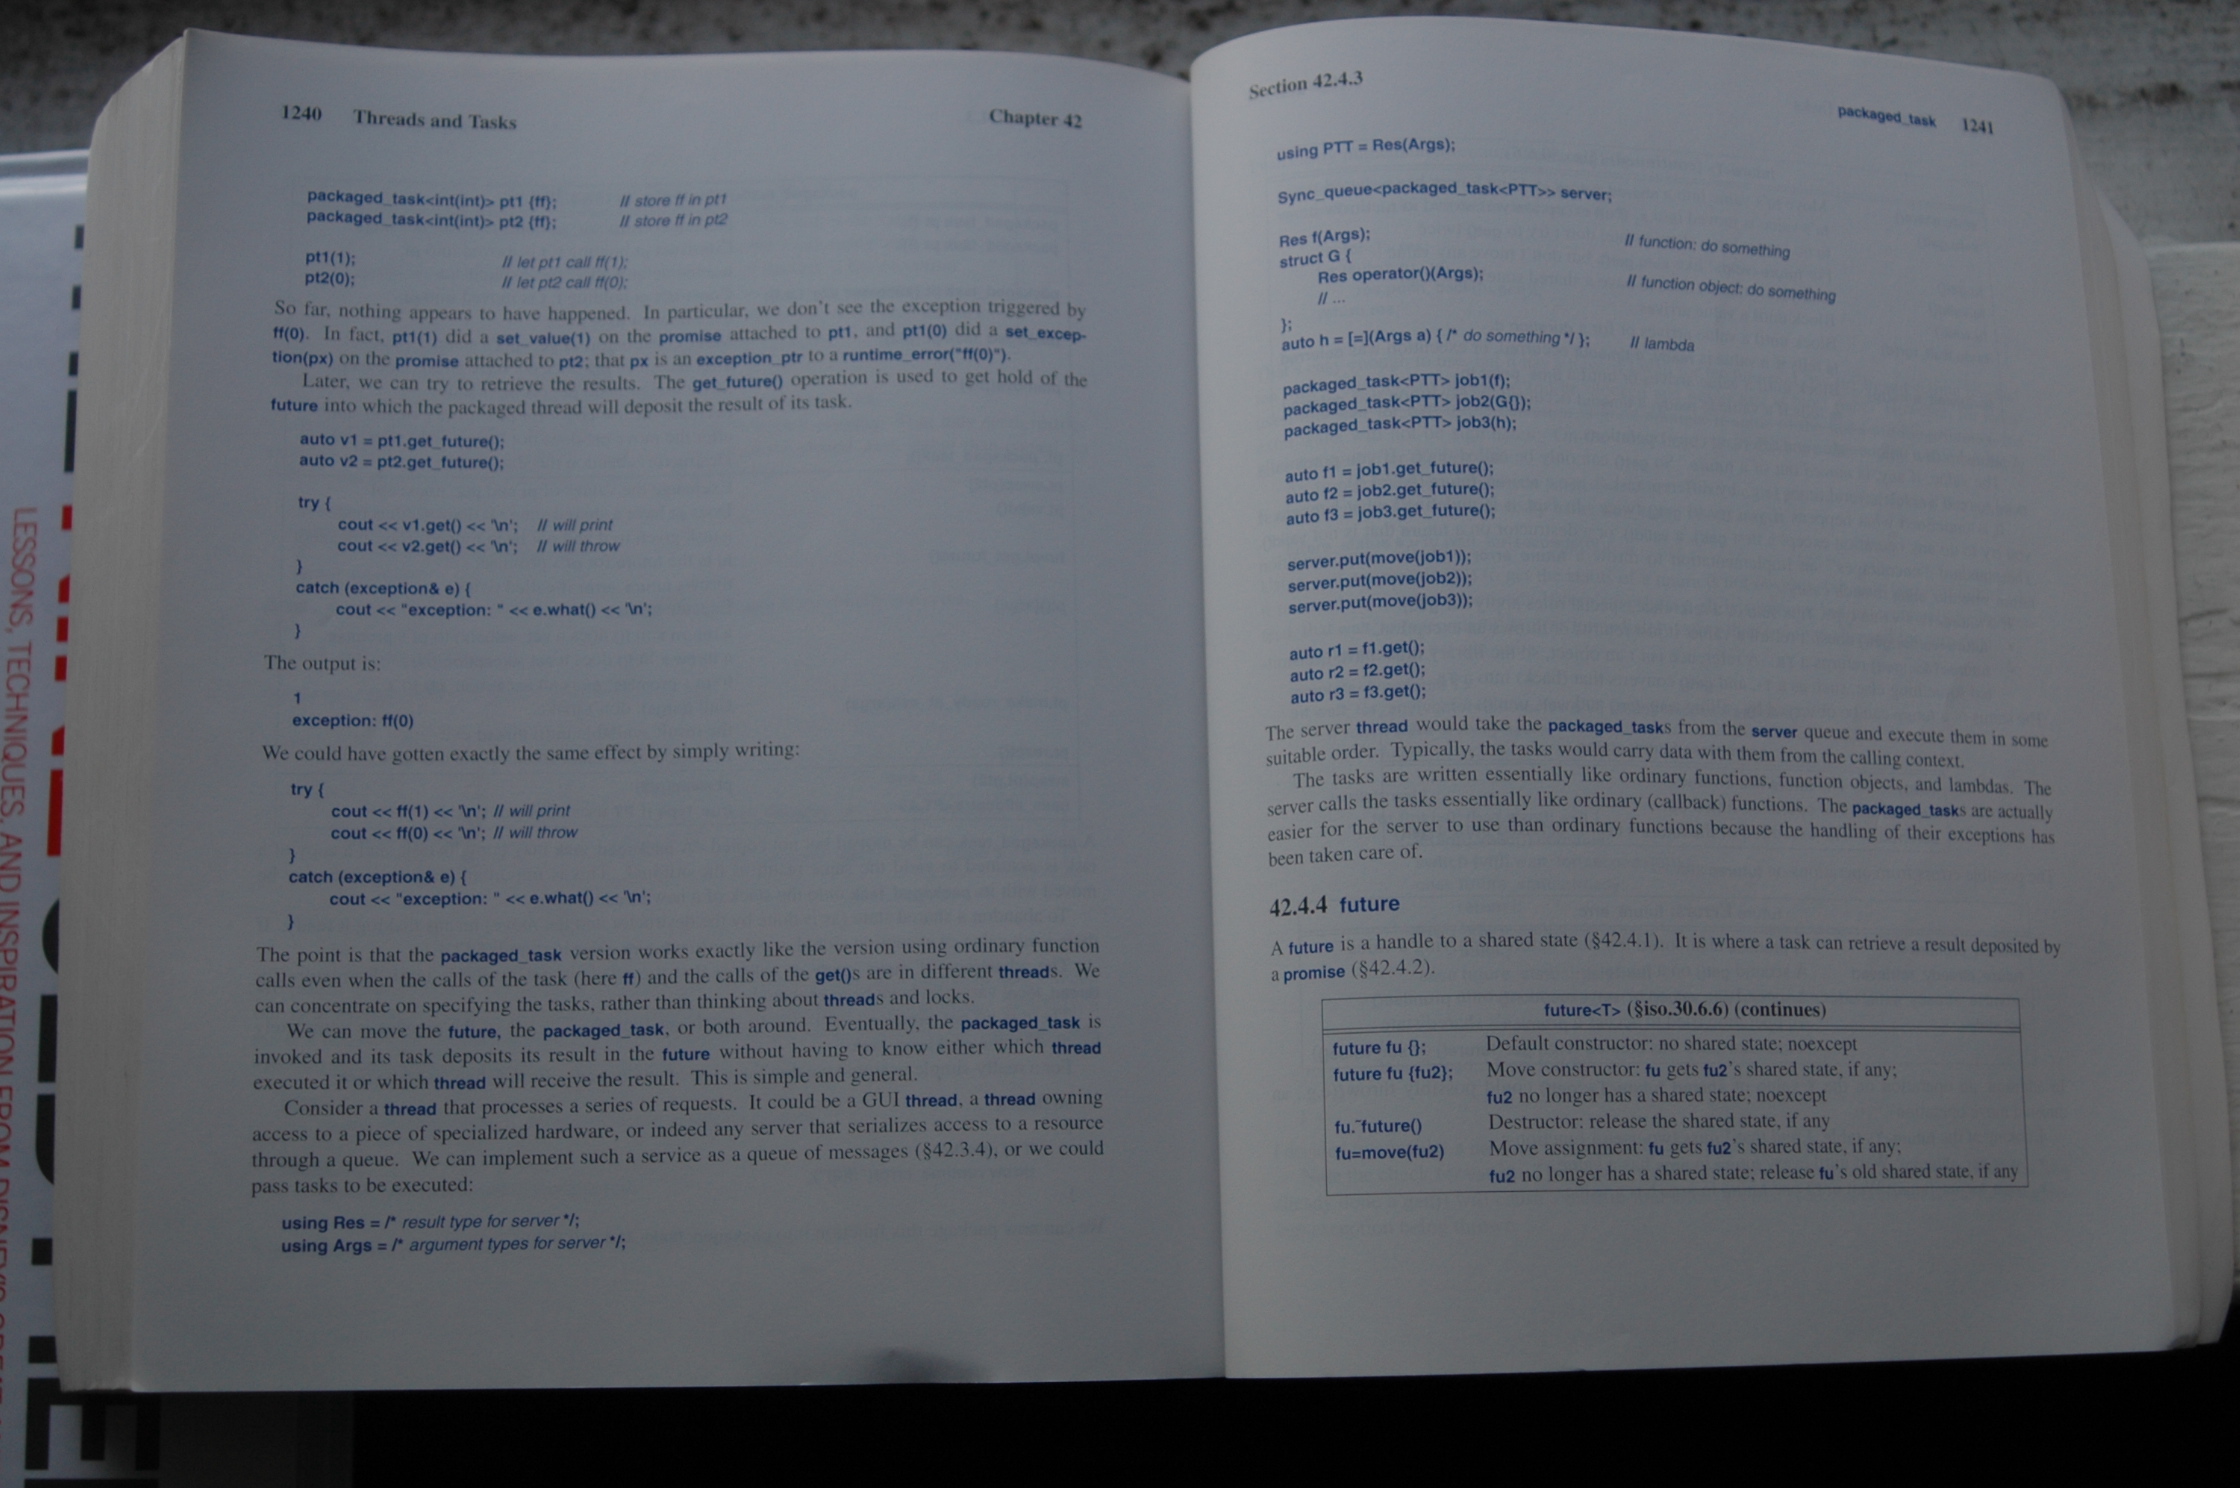 LESSONS, TECHNIQUES, AND INSPIRATION FROM DISNEY'S
1240 Threads and Tasks Chapter 42
packaged_task<int(int)> pt1 {ff}; // store ff in pt1
packaged_task<int(int)> pt2 {ff}; // store ff in pt2
pt1(1); // let pt1 call ff(1);
pt2(0); // let pt2 call ff(0);
So far, nothing appears to have happened. In particular, we don't see the exception triggered by
ff(0). In fact, pt1(1) did a set_value(1) on the promise attached to pt1, and pt1(0) did a set_excep-
tion(px) on the promise attached to pt2; that px is an exception_ptr to a runtime_error("ff(0)").
Later, we can try to retrieve the results. The get_future() operation is used to get hold of the
future into which the packaged thread will deposit the result of its task.
auto v1 = pt1.get_future();
auto v2 = pt2.get_future();
try {
cout << v1.get() << '\n'; // will print
cout << v2.get() << '\n'; // will throw
}
catch (exception& e) {
cout << "exception: " << e.what() << '\n';
}
The output is:
1
exception: ff(0)
We could have gotten exactly the same effect by simply writing:
try {
cout << ff(1) << '\n'; // will print
cout << ff(0) << '\n'; // will throw
}
catch (exception& e) {
cout << "exception: " << e.what() << '\n';
}
The point is that the packaged_task version works exactly like the version using ordinary function
calls even when the calls of the task (here ff) and the calls of the get()s are in different threads. We
can concentrate on specifying the tasks, rather than thinking about threads and locks.
We can move the future, the packaged_task, or both around. Eventually, the packaged_task is
invoked and its task deposits its result in the future without having to know either which thread
executed it or which thread will receive the result. This is simple and general.
Consider a thread that processes a series of requests. It could be a GUI thread, a thread owning
access to a piece of specialized hardware, or indeed any server that serializes access to a resource
through a queue. We can implement such a service as a queue of messages (§42.3.4), or we could
pass tasks to be executed:
using Res = /* result type for server */;
using Args = /* argument types for server */;
Section 42.4.3 packaged_task 1241
using PTT = Res(Args);
Sync_queue<packaged_task<PTT>> server;
Res f(Args); // function: do something
struct G {
Res operator()(Args); // function object: do something
// ...
};
auto h = [=](Args a) { /* do something */ }; // lambda
packaged_task<PTT> job1(f);
packaged_task<PTT> job2(G{});
packaged_task<PTT> job3(h);
auto f1 = job1.get_future();
auto f2 = job2.get_future();
auto f3 = job3.get_future();
server.put(move(job1));
server.put(move(job2));
server.put(move(job3));
auto r1 = f1.get();
auto r2 = f2.get();
auto r3 = f3.get();
The server thread would take the packaged_tasks from the server queue and execute them in some
suitable order. Typically, the tasks would carry data with them from the calling context.
The tasks are written essentially like ordinary functions, function objects, and lambdas. The
server calls the tasks essentially like ordinary (callback) functions. The packaged_tasks are actually
easier for the server to use than ordinary functions because the handling of their exceptions has
been taken care of.
42.4.4 future
A future is a handle to a shared state (§42.4.1). It is where a task can retrieve a result deposited by
a promise (§42.4.2).
future<T> (§iso.30.6.6) (continues)
future fu {}; Default constructor: no shared state; noexcept
future fu {fu2}; Move constructor: fu gets fu2's shared state, if any;
fu2 no longer has a shared state; noexcept
fu.~future() Destructor: release the shared state, if any
fu=move(fu2) Move assignment: fu gets fu2's shared state, if any;
fu2 no longer has a shared state; release fu's old shared state, if any